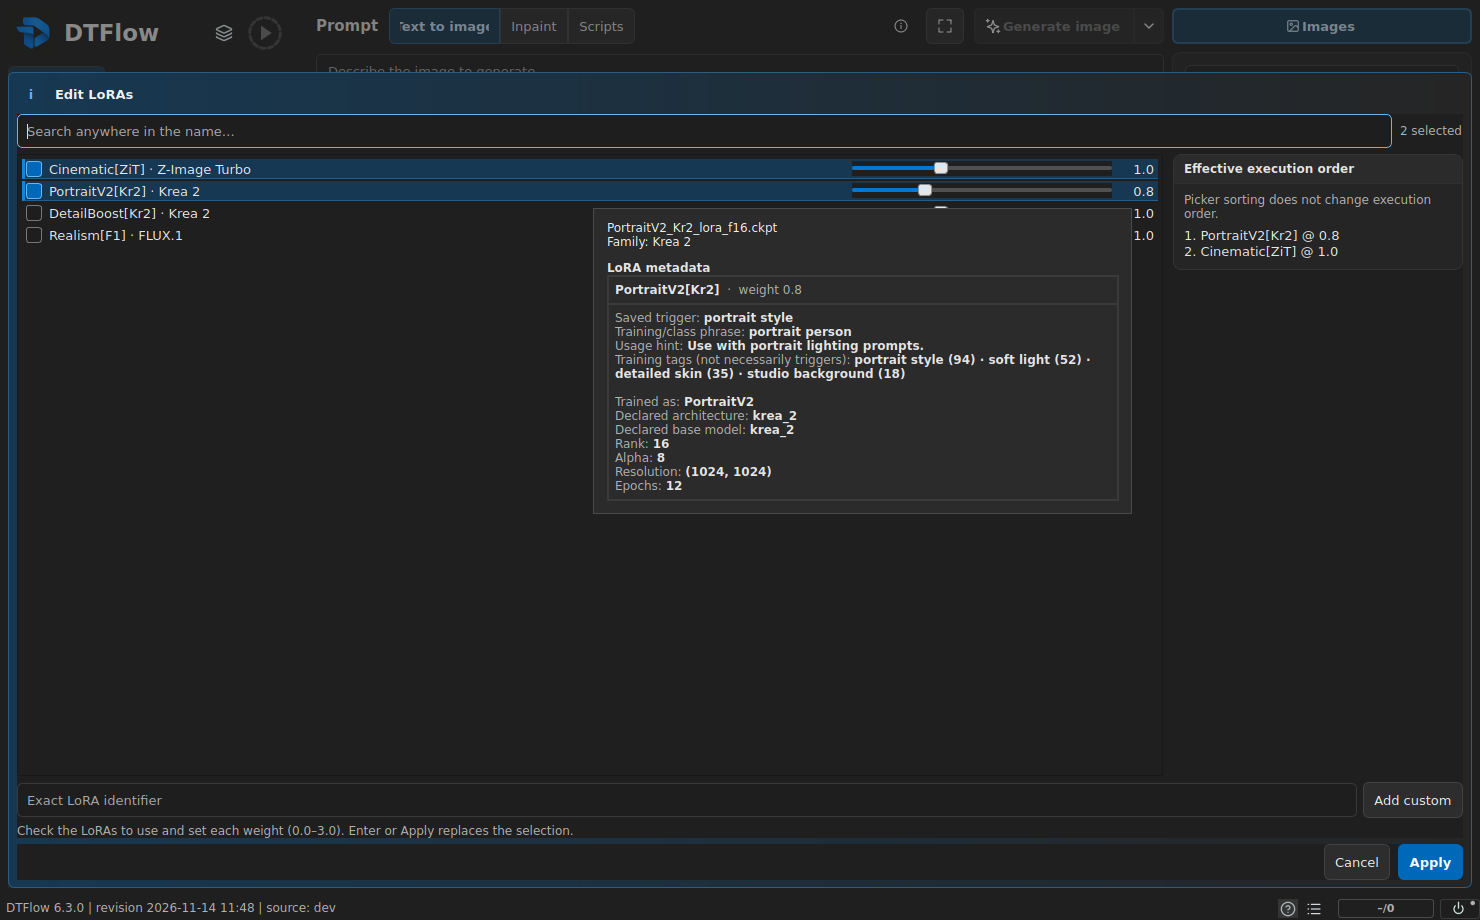 DTFlow
Prompt
Text to image
Inpaint
Scripts
Generate image
Images
Describe the image to generate
i
Edit LoRAs
Search anywhere in the name…
2 selected
Cinematic[ZiT] · Z-Image Turbo
1.0
PortraitV2[Kr2] · Krea 2
0.8
DetailBoost[Kr2] · Krea 2
1.0
Realism[F1] · FLUX.1
1.0
Effective execution order
Picker sorting does not change execution
order.
1. PortraitV2[Kr2] @ 0.8
2. Cinematic[ZiT] @ 1.0
PortraitV2_Kr2_lora_f16.ckpt
Family: Krea 2
LoRA metadata
PortraitV2[Kr2] · weight 0.8
Saved trigger: portrait style
Training/class phrase: portrait person
Usage hint: Use with portrait lighting prompts.
Training tags (not necessarily triggers): portrait style (94) · soft light (52) ·
detailed skin (35) · studio background (18)
Trained as: PortraitV2
Declared architecture: krea_2
Declared base model: krea_2
Rank: 16
Alpha: 8
Resolution: (1024, 1024)
Epochs: 12
Exact LoRA identifier
Add custom
Check the LoRAs to use and set each weight (0.0–3.0). Enter or Apply replaces the selection.
Cancel
Apply
DTFlow 6.3.0 | revision 2026-11-14 11:48 | source: dev
–/0